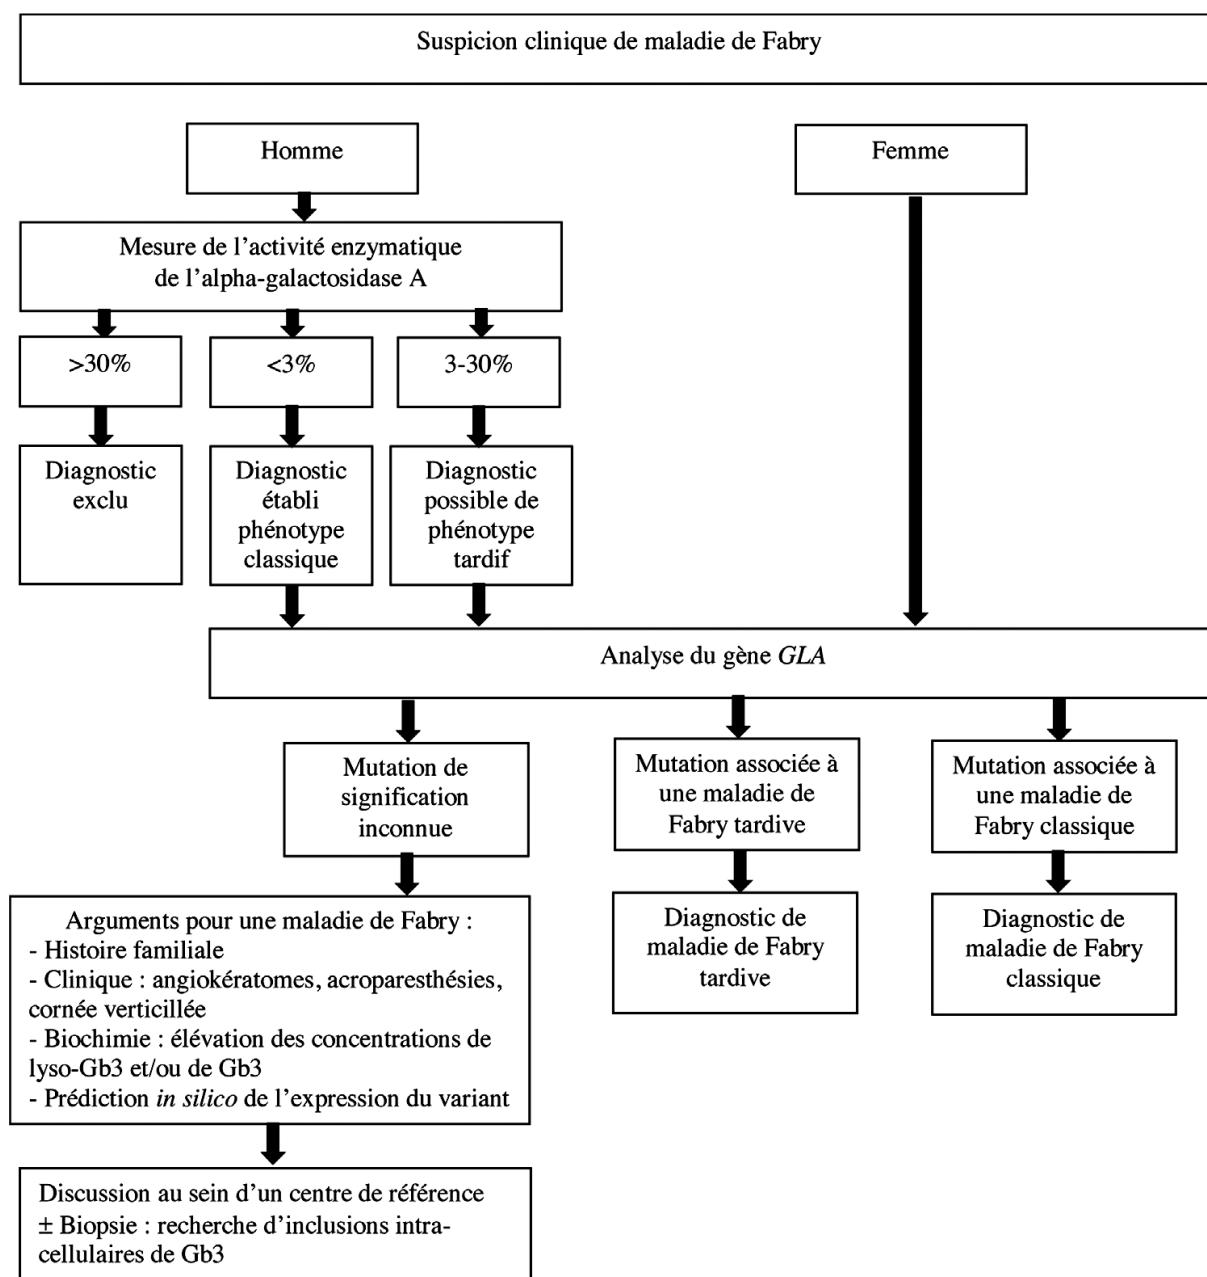 Suspicion clinique de maladie de Fabry
Homme
Femme
Mesure de l'activité enzymatique
de l'alpha-galactosidase A
>30%
<3%
3-30%
Diagnostic
exclu
Diagnostic
établi
phénotype
classique
Diagnostic
possible de
phénotype
tardif
Analyse du gène GLA
Mutation de
signification
inconnue
Mutation associée à
une maladie de
Fabry tardive
Mutation associée à
une maladie de
Fabry classique
Arguments pour une maladie de Fabry :
- Histoire familiale
- Clinique : angiokératomes, acroparesthésies,
cornée verticillée
- Biochimie : élévation des concentrations de
lyso-Gb3 et/ou de Gb3
- Prédiction in silico de l'expression du variant
Diagnostic de
maladie de Fabry
tardive
Diagnostic de
maladie de Fabry
classique
Discussion au sein d'un centre de référence
± Biopsie : recherche d'inclusions intra-
cellulaires de Gb3